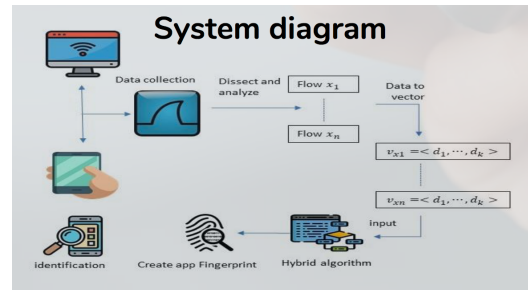 System diagram
Data collection
Dissect and
analyze
Flow x₁
Flow xₙ
Data to
vector
vₓ₁ =< d₁, ⋯, dₖ >
vₓₙ =< d₁, ⋯, dₖ >
input
identification
Create app Fingerprint
Hybrid algorithm